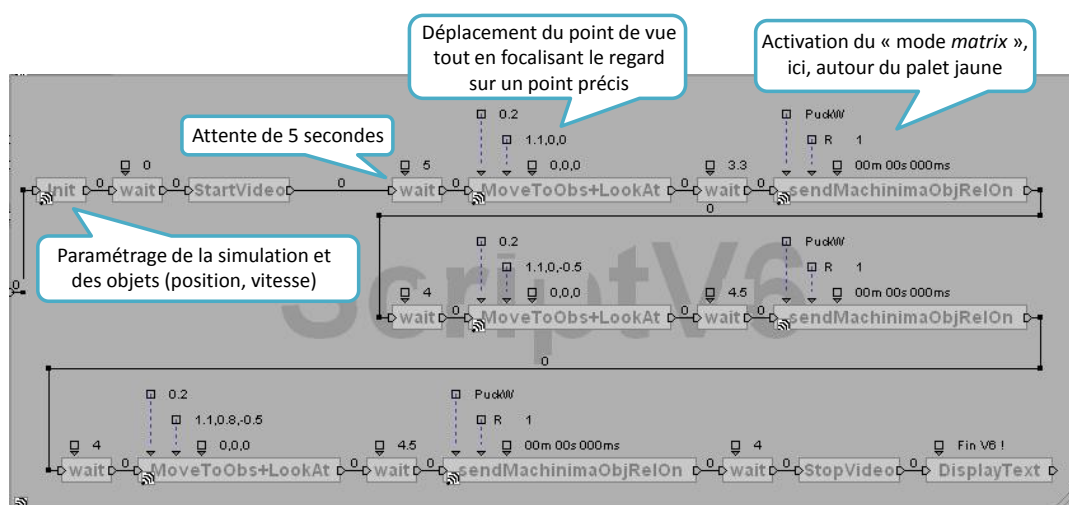 Déplacement du point de vue
tout en focalisant le regard
sur un point précis
Activation du « mode matrix »,
ici, autour du palet jaune
Attente de 5 secondes
0.2
PuckW
1.1,0,0
R 1
0 5 0,0,0 3.3 00m 00s 000ms
Init 0 wait 0 StartVideo 0 wait 0 MoveToObs+LookAt 0 wait 0 sendMachinimaObjRelOn
0
Paramétrage de la simulation et
des objets (position, vitesse)
0
ScriptV6
0.2
PuckW
1.1,0,-0.5
R 1
4 0,0,0 4.5 00m 00s 000ms
wait 0 MoveToObs+LookAt 0 wait 0 sendMachinimaObjRelOn
0
0.2
PuckW
1.1,0.8,-0.5
R 1
4 0,0,0 4.5 00m 00s 000ms 4 Fin V6 !
wait 0 MoveToObs+LookAt 0 wait 0 sendMachinimaObjRelOn 0 wait 0 StopVideo 0 DisplayText